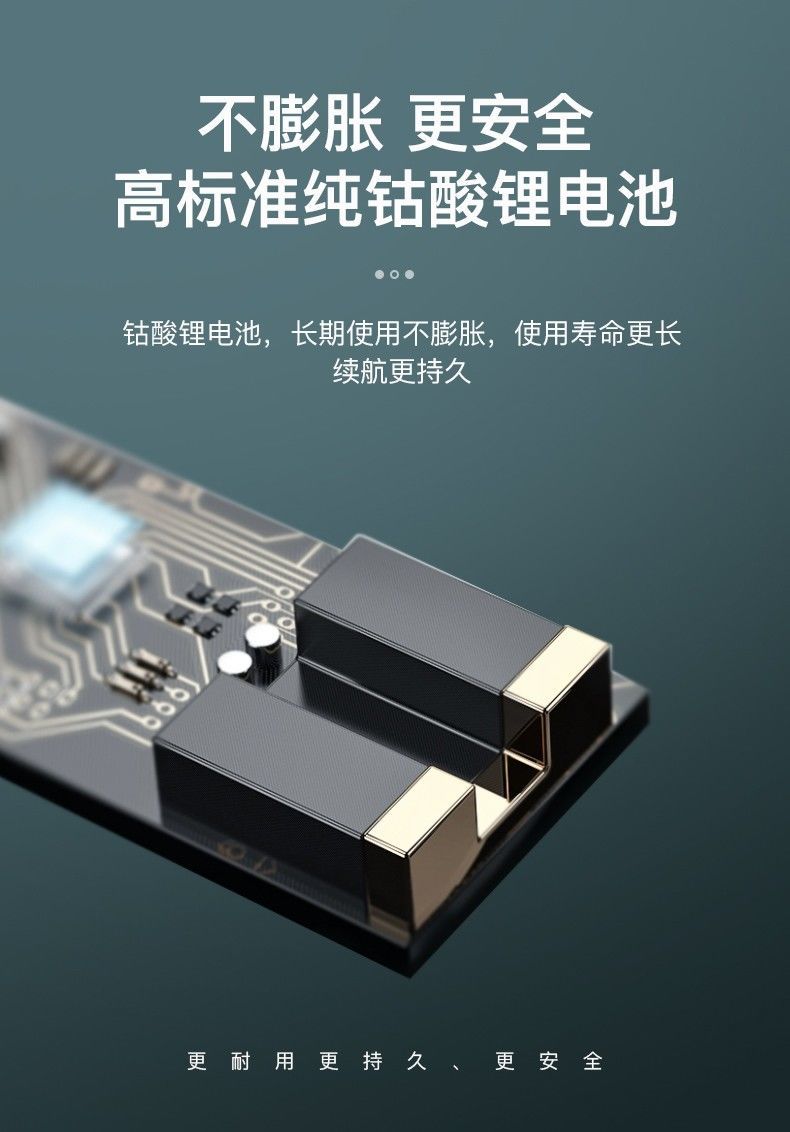 不膨胀 更安全
高标准纯钴酸锂电池
钴酸锂电池，长期使用不膨胀，使用寿命更长
续航更持久
更耐用更持久、更安全